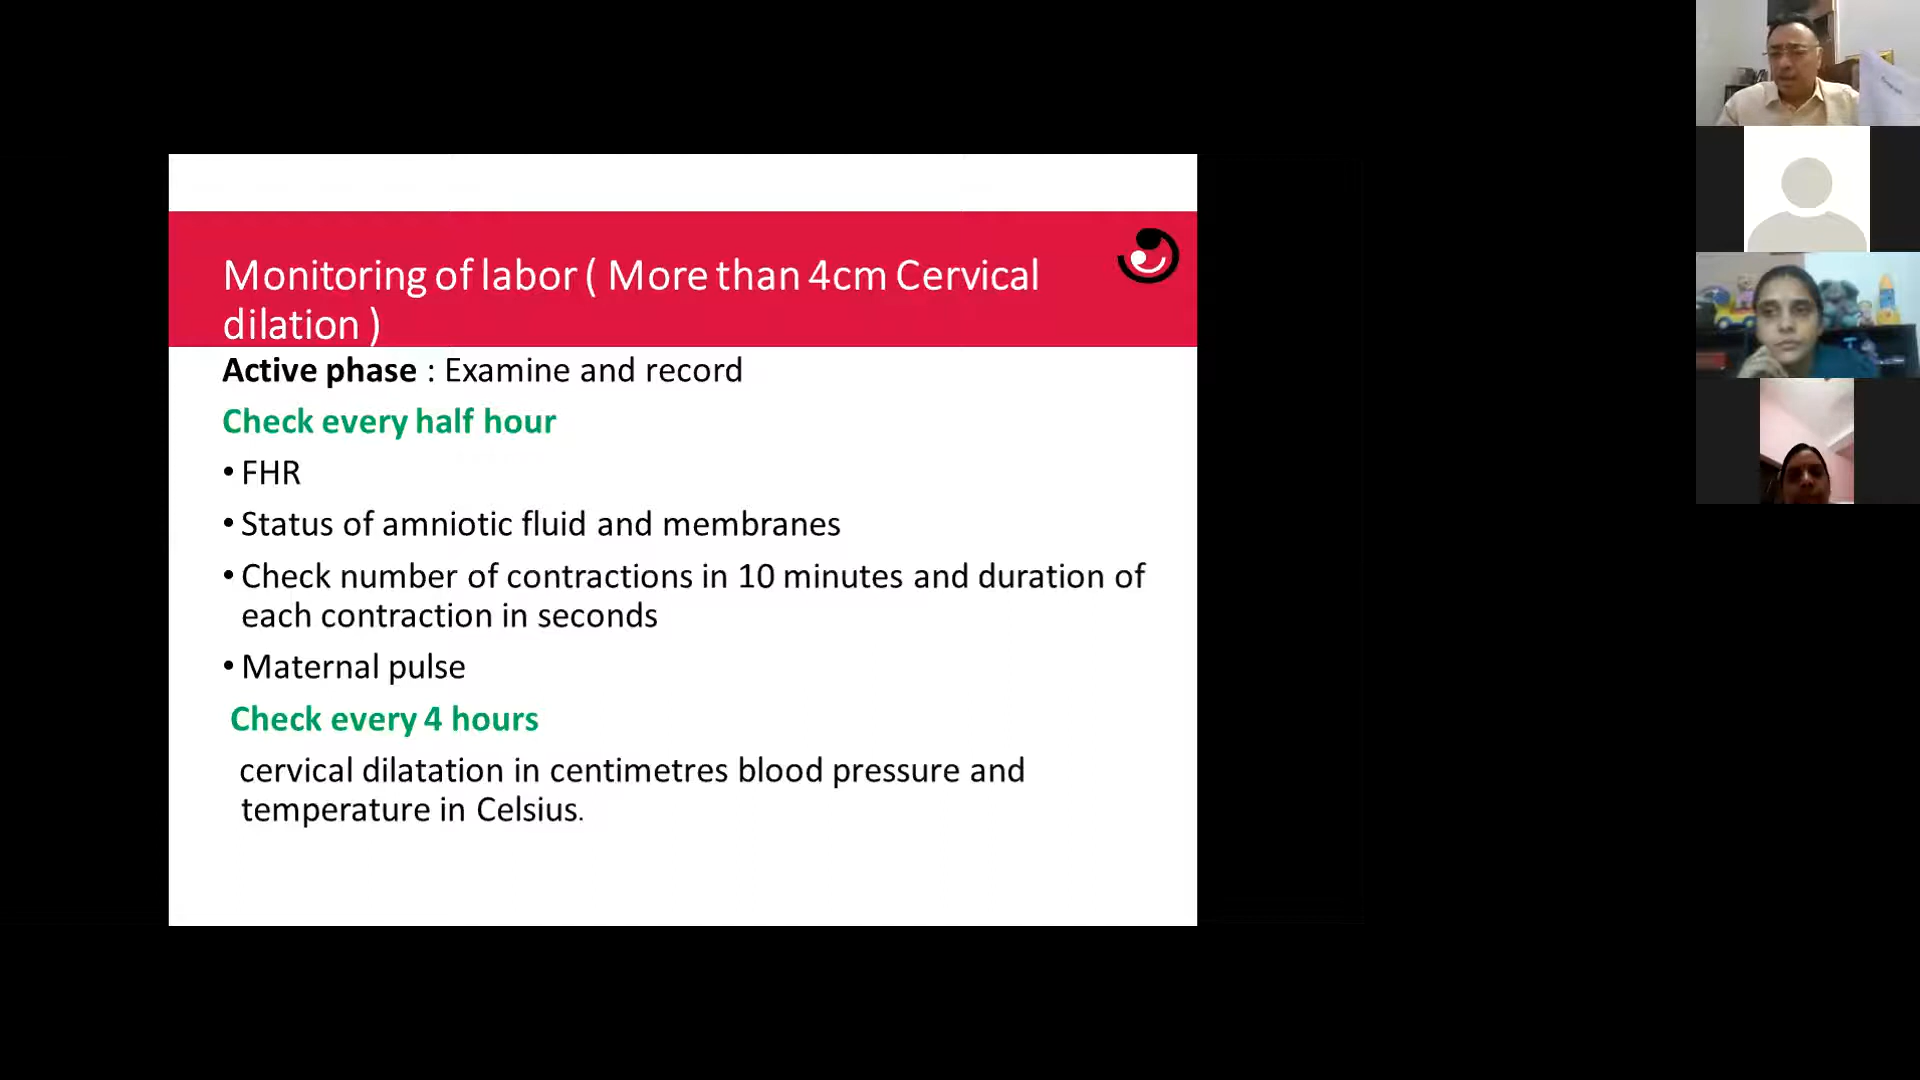 Monitoring of labor ( More than 4cm Cervical
dilation )
Active phase : Examine and record
Check every half hour
• FHR
• Status of amniotic fluid and membranes
• Check number of contractions in 10 minutes and duration of
each contraction in seconds
• Maternal pulse
Check every 4 hours
cervical dilatation in centimetres blood pressure and
temperature in Celsius.